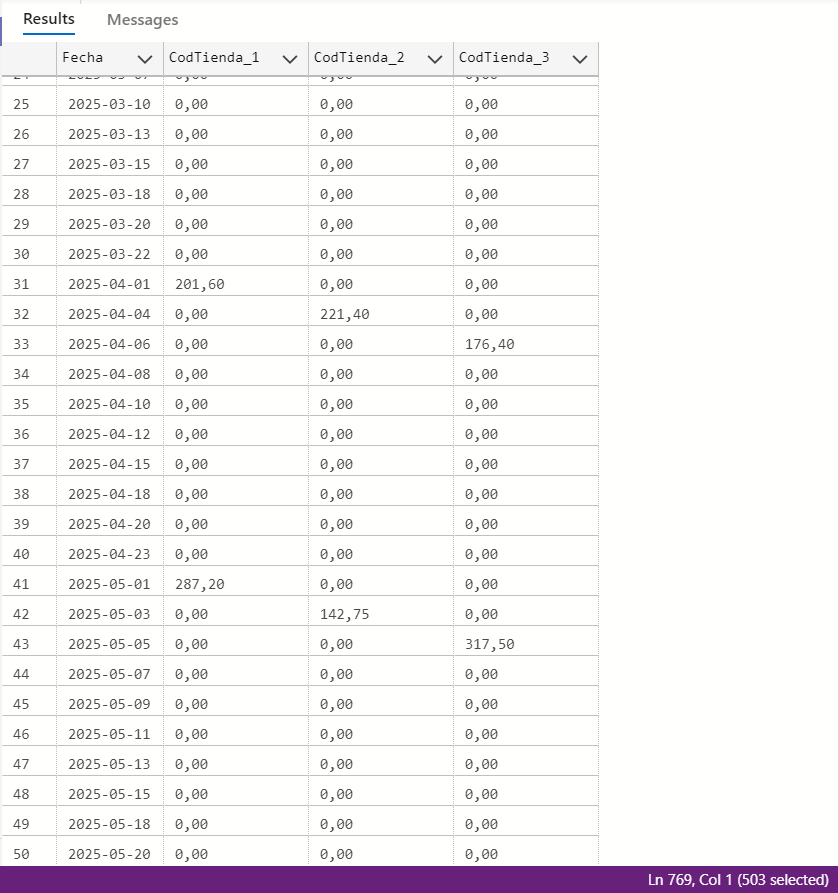 Results Messages
Fecha CodTienda_1 CodTienda_2 CodTienda_3
25 2025-03-10 0,00 0,00 0,00
26 2025-03-13 0,00 0,00 0,00
27 2025-03-15 0,00 0,00 0,00
28 2025-03-18 0,00 0,00 0,00
29 2025-03-20 0,00 0,00 0,00
30 2025-03-22 0,00 0,00 0,00
31 2025-04-01 201,60 0,00 0,00
32 2025-04-04 0,00 221,40 0,00
33 2025-04-06 0,00 0,00 176,40
34 2025-04-08 0,00 0,00 0,00
35 2025-04-10 0,00 0,00 0,00
36 2025-04-12 0,00 0,00 0,00
37 2025-04-15 0,00 0,00 0,00
38 2025-04-18 0,00 0,00 0,00
39 2025-04-20 0,00 0,00 0,00
40 2025-04-23 0,00 0,00 0,00
41 2025-05-01 287,20 0,00 0,00
42 2025-05-03 0,00 142,75 0,00
43 2025-05-05 0,00 0,00 317,50
44 2025-05-07 0,00 0,00 0,00
45 2025-05-09 0,00 0,00 0,00
46 2025-05-11 0,00 0,00 0,00
47 2025-05-13 0,00 0,00 0,00
48 2025-05-15 0,00 0,00 0,00
49 2025-05-18 0,00 0,00 0,00
50 2025-05-20 0,00 0,00 0,00
Ln 769, Col 1 (503 selected)